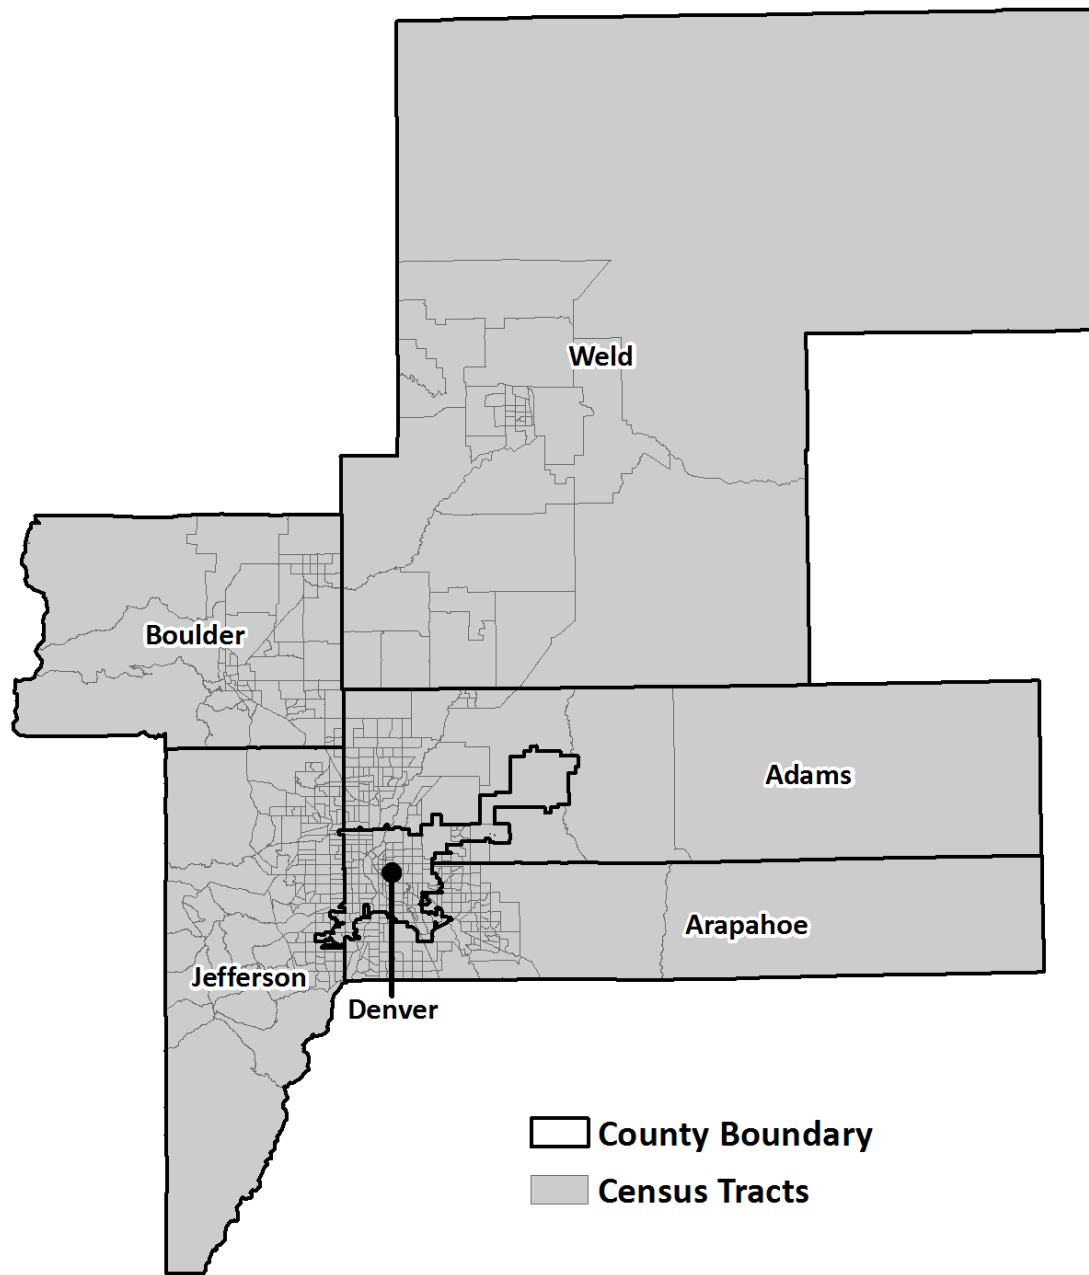 Weld
Boulder
Adams
Arapahoe
Jefferson
Denver
County Boundary
Census Tracts